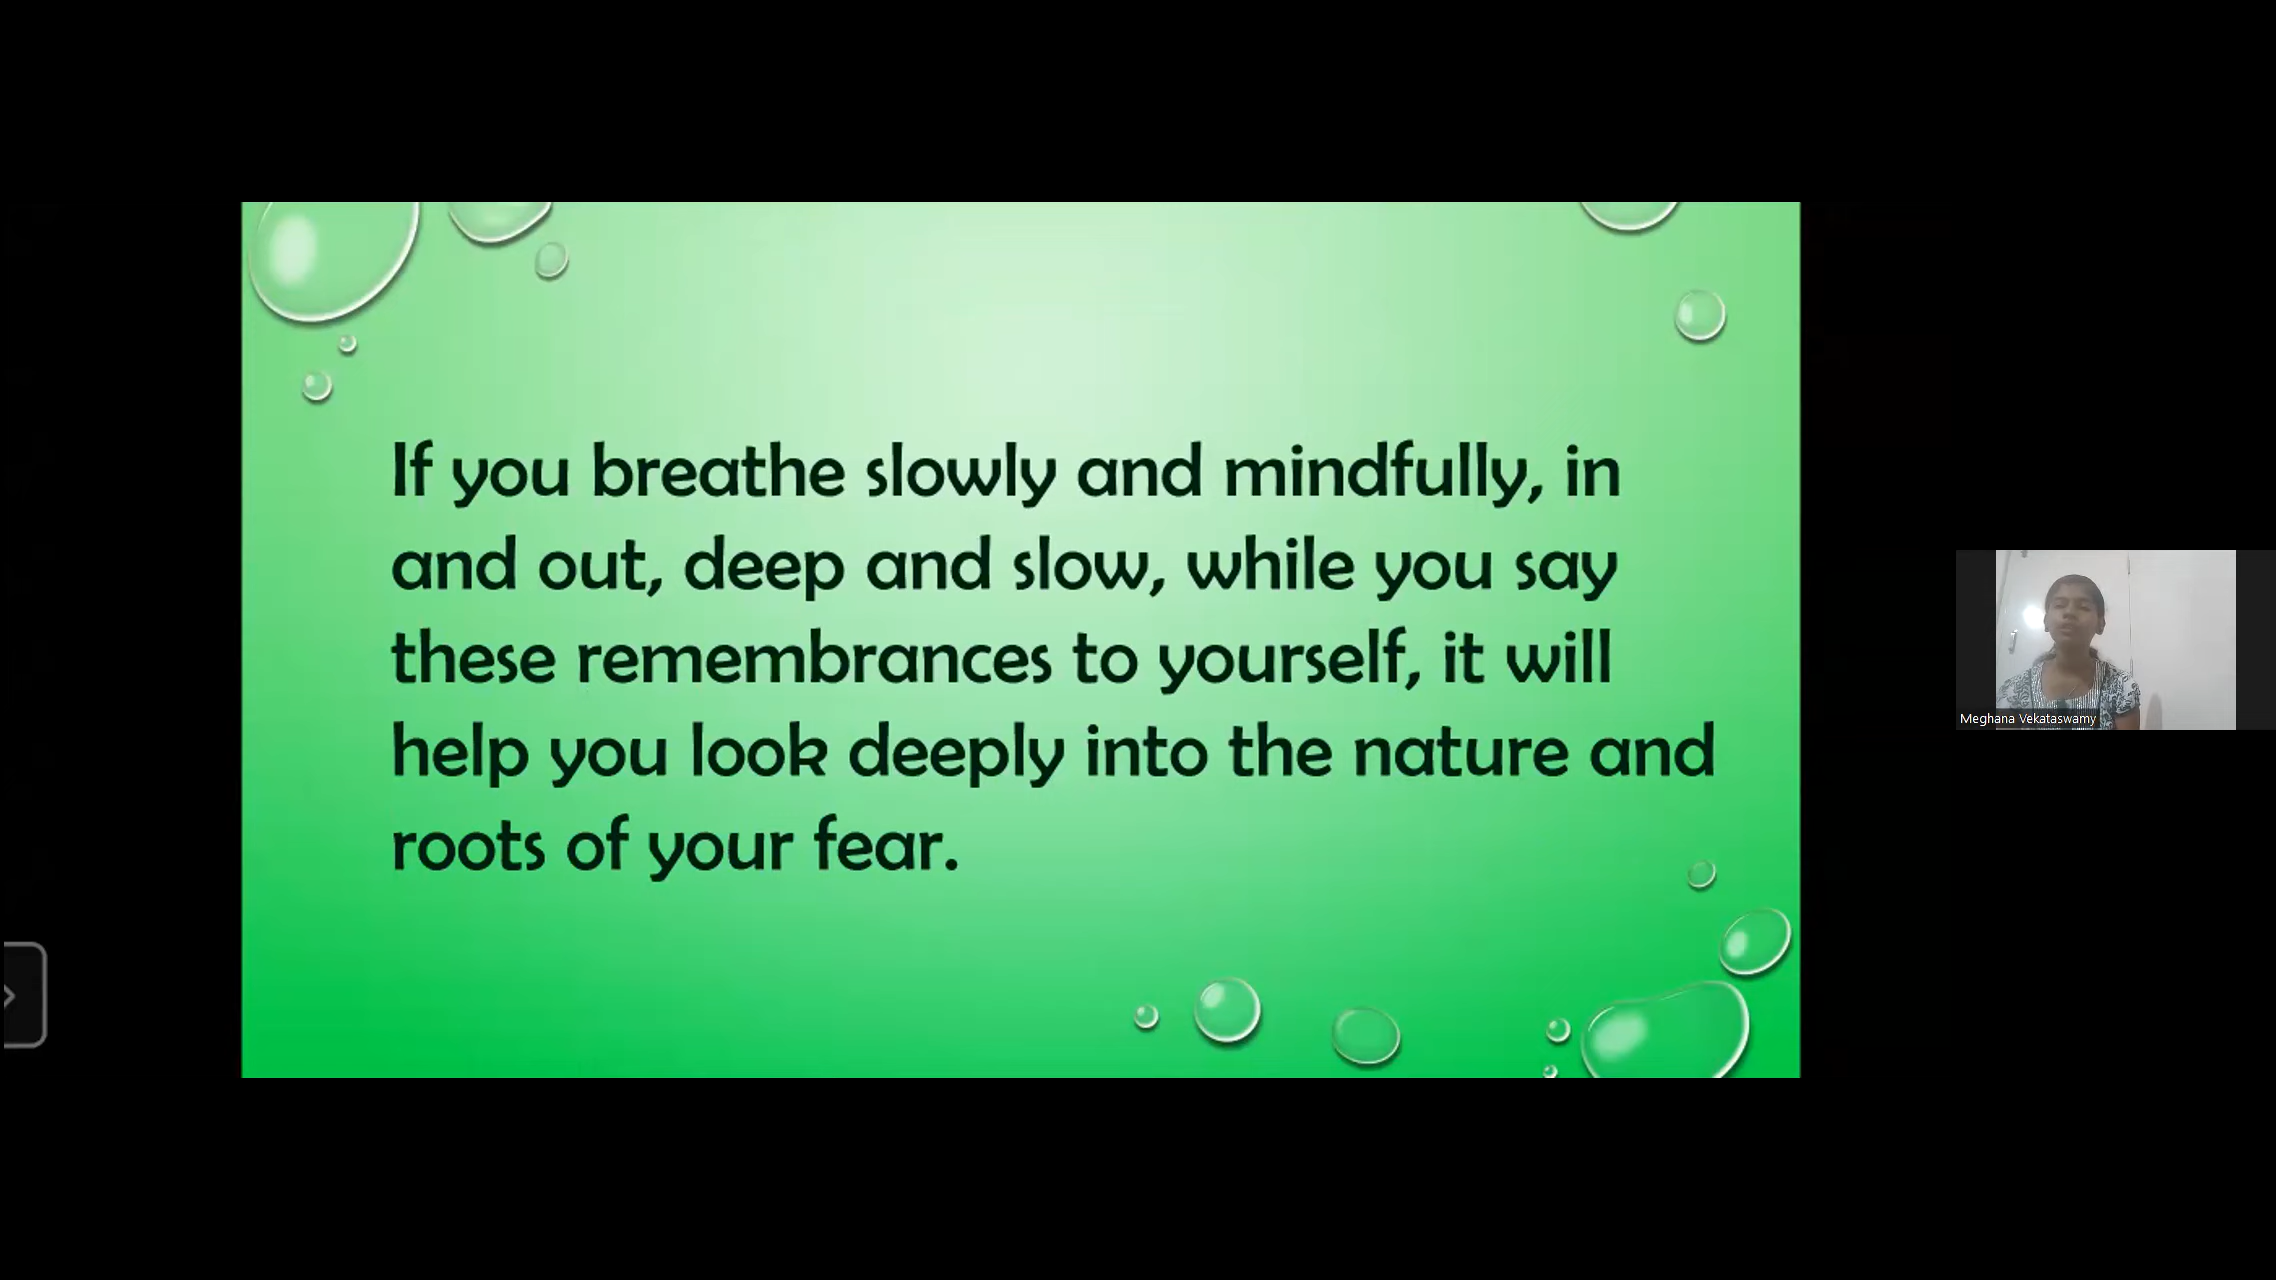 If you breathe slowly and mindfully, in
and out, deep and slow, while you say
these remembrances to yourself, it will
help you look deeply into the nature and
roots of your fear.
Meghana Vekataswamy